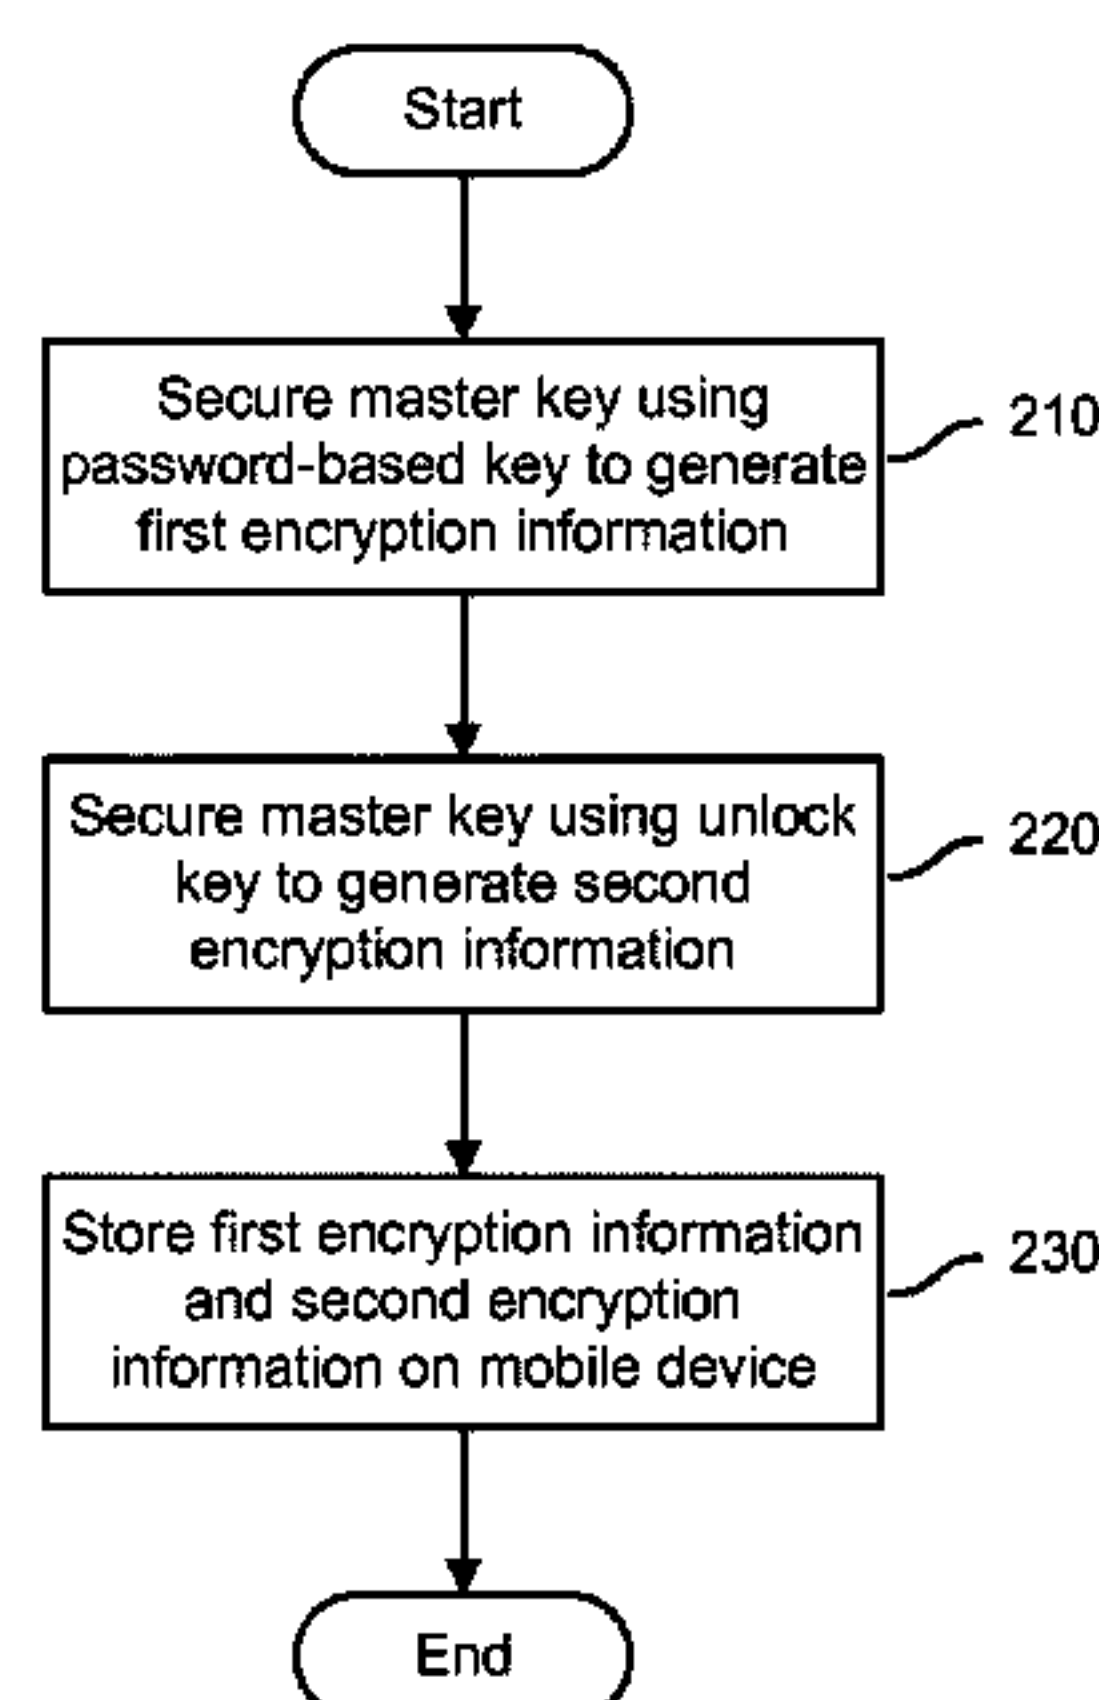 Start
Secure master key using
password-based key to generate
first encryption information
210
Secure master key using unlock
key to generate second
encryption information
220
Store first encryption information
and second encryption
information on mobile device
230
End